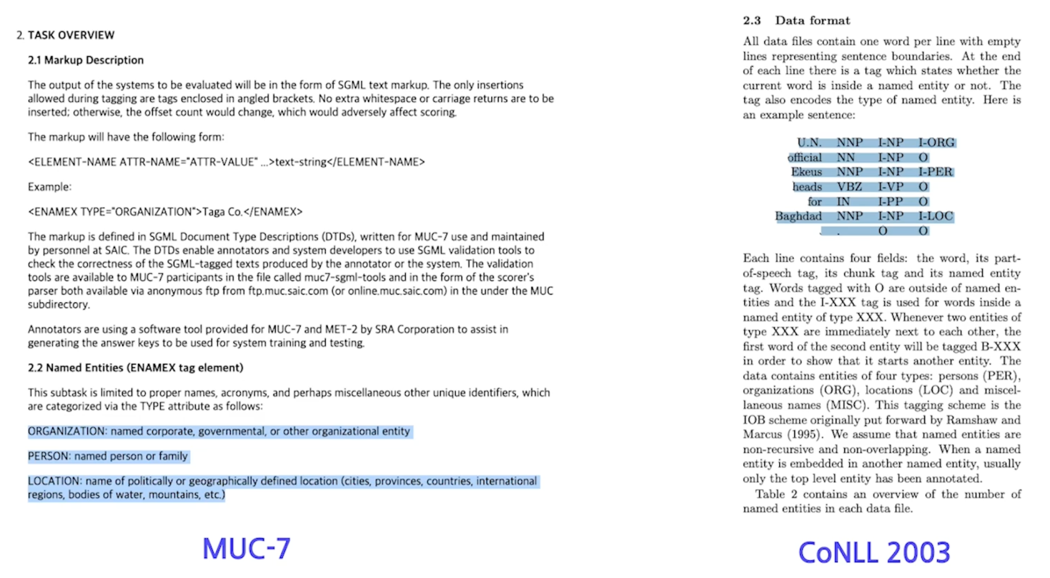 2. TASK OVERVIEW
2.1 Markup Description
The output of the systems to be evaluated will be in the form of SGML text markup. The only insertions
allowed during tagging are tags enclosed in angled brackets. No extra whitespace or carriage returns are to be
inserted; otherwise, the offset count would change, which would adversely affect scoring.
The markup will have the following form:
<ELEMENT-NAME ATTR-NAME="ATTR-VALUE" ...>text-string</ELEMENT-NAME>
Example:
<ENAMEX TYPE="ORGANIZATION">Taga Co.</ENAMEX>
The markup is defined in SGML Document Type Descriptions (DTDs), written for MUC-7 use and maintained
by personnel at SAIC. The DTDs enable annotators and system developers to use SGML validation tools to
check the correctness of the SGML-tagged texts produced by the annotator or the system. The validation
tools are available to MUC-7 participants in the file called muc7-sgml-tools and in the form of the scorer's
parser both available via anonymous ftp from ftp.muc.saic.com (or online.muc.saic.com) in the under the MUC
subdirectory.
Annotators are using a software tool provided for MUC-7 and MET-2 by SRA Corporation to assist in
generating the answer keys to be used for system training and testing.
2.2 Named Entities (ENAMEX tag element)
This subtask is limited to proper names, acronyms, and perhaps miscellaneous other unique identifiers, which
are categorized via the TYPE attribute as follows:
ORGANIZATION: named corporate, governmental, or other organizational entity
PERSON: named person or family
LOCATION: name of politically or geographically defined location (cities, provinces, countries, international
regions, bodies of water, mountains, etc.)
MUC-7
2.3 Data format
All data files contain one word per line with empty
lines representing sentence boundaries. At the end
of each line there is a tag which states whether the
current word is inside a named entity or not. The
tag also encodes the type of named entity. Here is
an example sentence:
U.N. NNP I-NP I-ORG
official NN I-NP O
Ekeus NNP I-NP I-PER
heads VBZ I-VP O
for IN I-PP O
Baghdad NNP I-NP I-LOC
. . O O
Each line contains four fields: the word, its part-
of-speech tag, its chunk tag and its named entity
tag. Words tagged with O are outside of named en-
tities and the I-XXX tag is used for words inside a
named entity of type XXX. Whenever two entities of
type XXX are immediately next to each other, the
first word of the second entity will be tagged B-XXX
in order to show that it starts another entity. The
data contains entities of four types: persons (PER),
organizations (ORG), locations (LOC) and miscel-
laneous names (MISC). This tagging scheme is the
IOB scheme originally put forward by Ramshaw and
Marcus (1995). We assume that named entities are
non-recursive and non-overlapping. When a named
entity is embedded in another named entity, usually
only the top level entity has been annotated.
Table 2 contains an overview of the number of
named entities in each data file.
CoNLL 2003